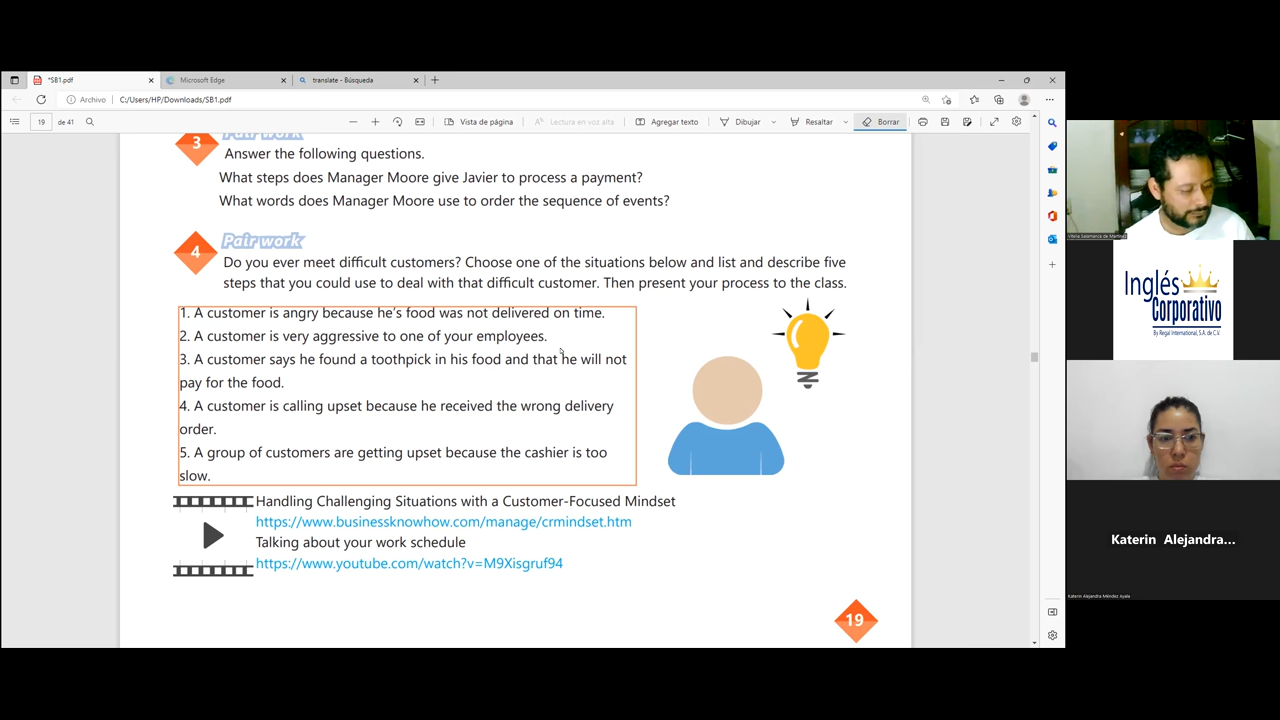 *SB1.pdf
Microsoft Edge
translate - Búsqueda
Archivo
C:/Users/HP/Downloads/SB1.pdf
19
de 41
Vista de página
Lectura en voz alta
Agregar texto
Dibujar
Resaltar
Borrar
3
Pair work
Answer the following questions.
What steps does Manager Moore give Javier to process a payment?
What words does Manager Moore use to order the sequence of events?
4
Pair work
Do you ever meet difficult customers? Choose one of the situations below and list and describe five
steps that you could use to deal with that difficult customer. Then present your process to the class.
1. A customer is angry because he's food was not delivered on time.
2. A customer is very aggressive to one of your employees.
3. A customer says he found a toothpick in his food and that he will not
pay for the food.
4. A customer is calling upset because he received the wrong delivery
order.
5. A group of customers are getting upset because the cashier is too
slow.
Handling Challenging Situations with a Customer-Focused Mindset
https://www.businessknowhow.com/manage/crmindset.htm
Talking about your work schedule
https://www.youtube.com/watch?v=M9Xisgruf94
19
Vitelia Salamanca de Martinez
Inglés
Corporativo
By Regal International, S.A. de C.V.
Katerin Alejandra...
Katerin Alejandra Méndez Ayala